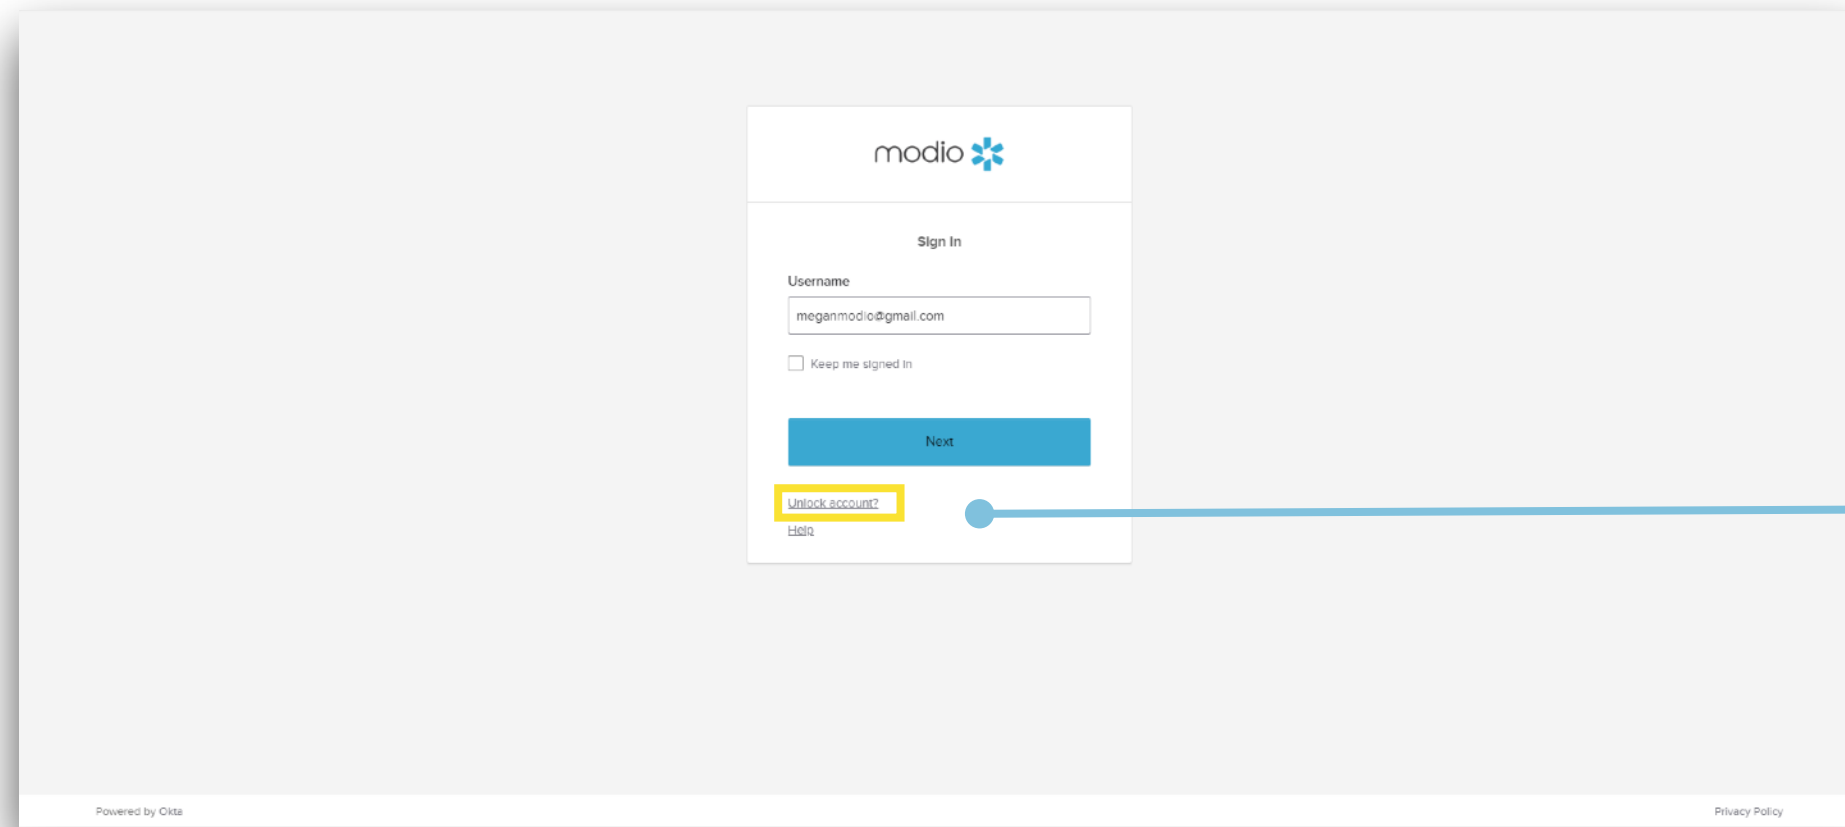 modio
Sign In
Username
meganmodio@gmail.com
Keep me signed in
Next
Unlock account?
Help
Powered by Okta
Privacy Policy